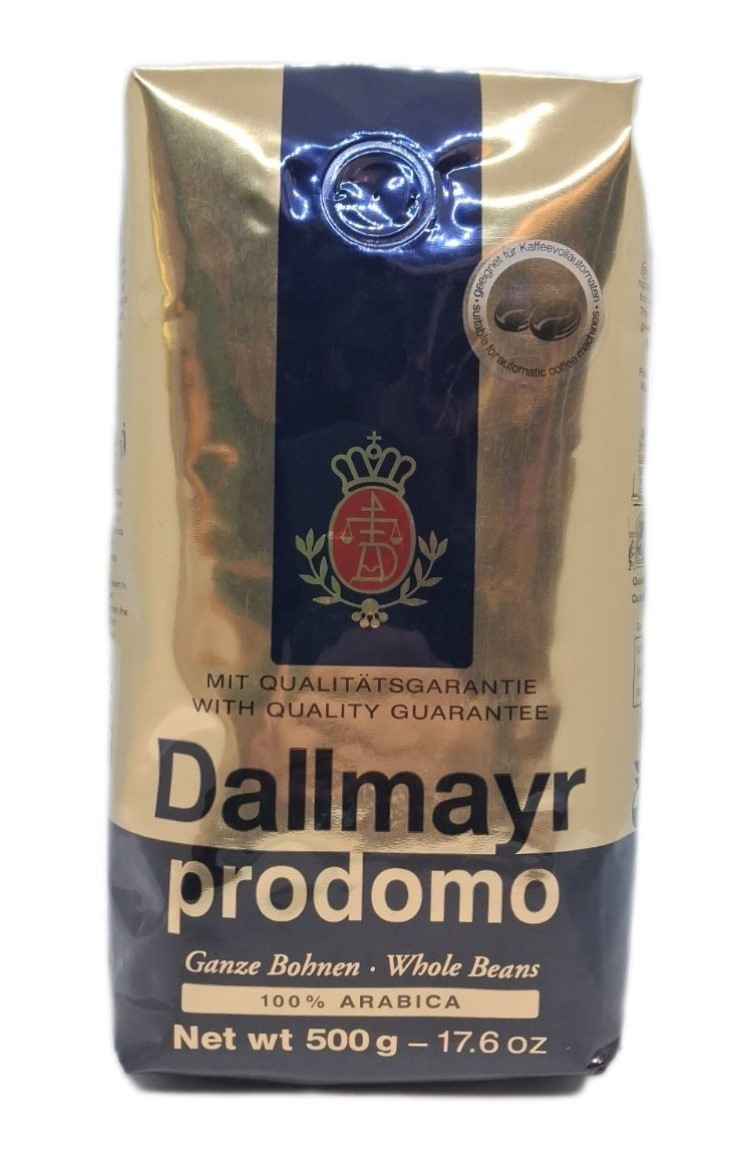 geeignet für Kaffeevollautomaten
suitable for automatic coffee machines
MIT QUALITÄTSGARANTIE
WITH QUALITY GUARANTEE
Dallmayr
prodomo
Ganze Bohnen · Whole Beans
100% ARABICA
Net wt 500 g – 17.6 oz